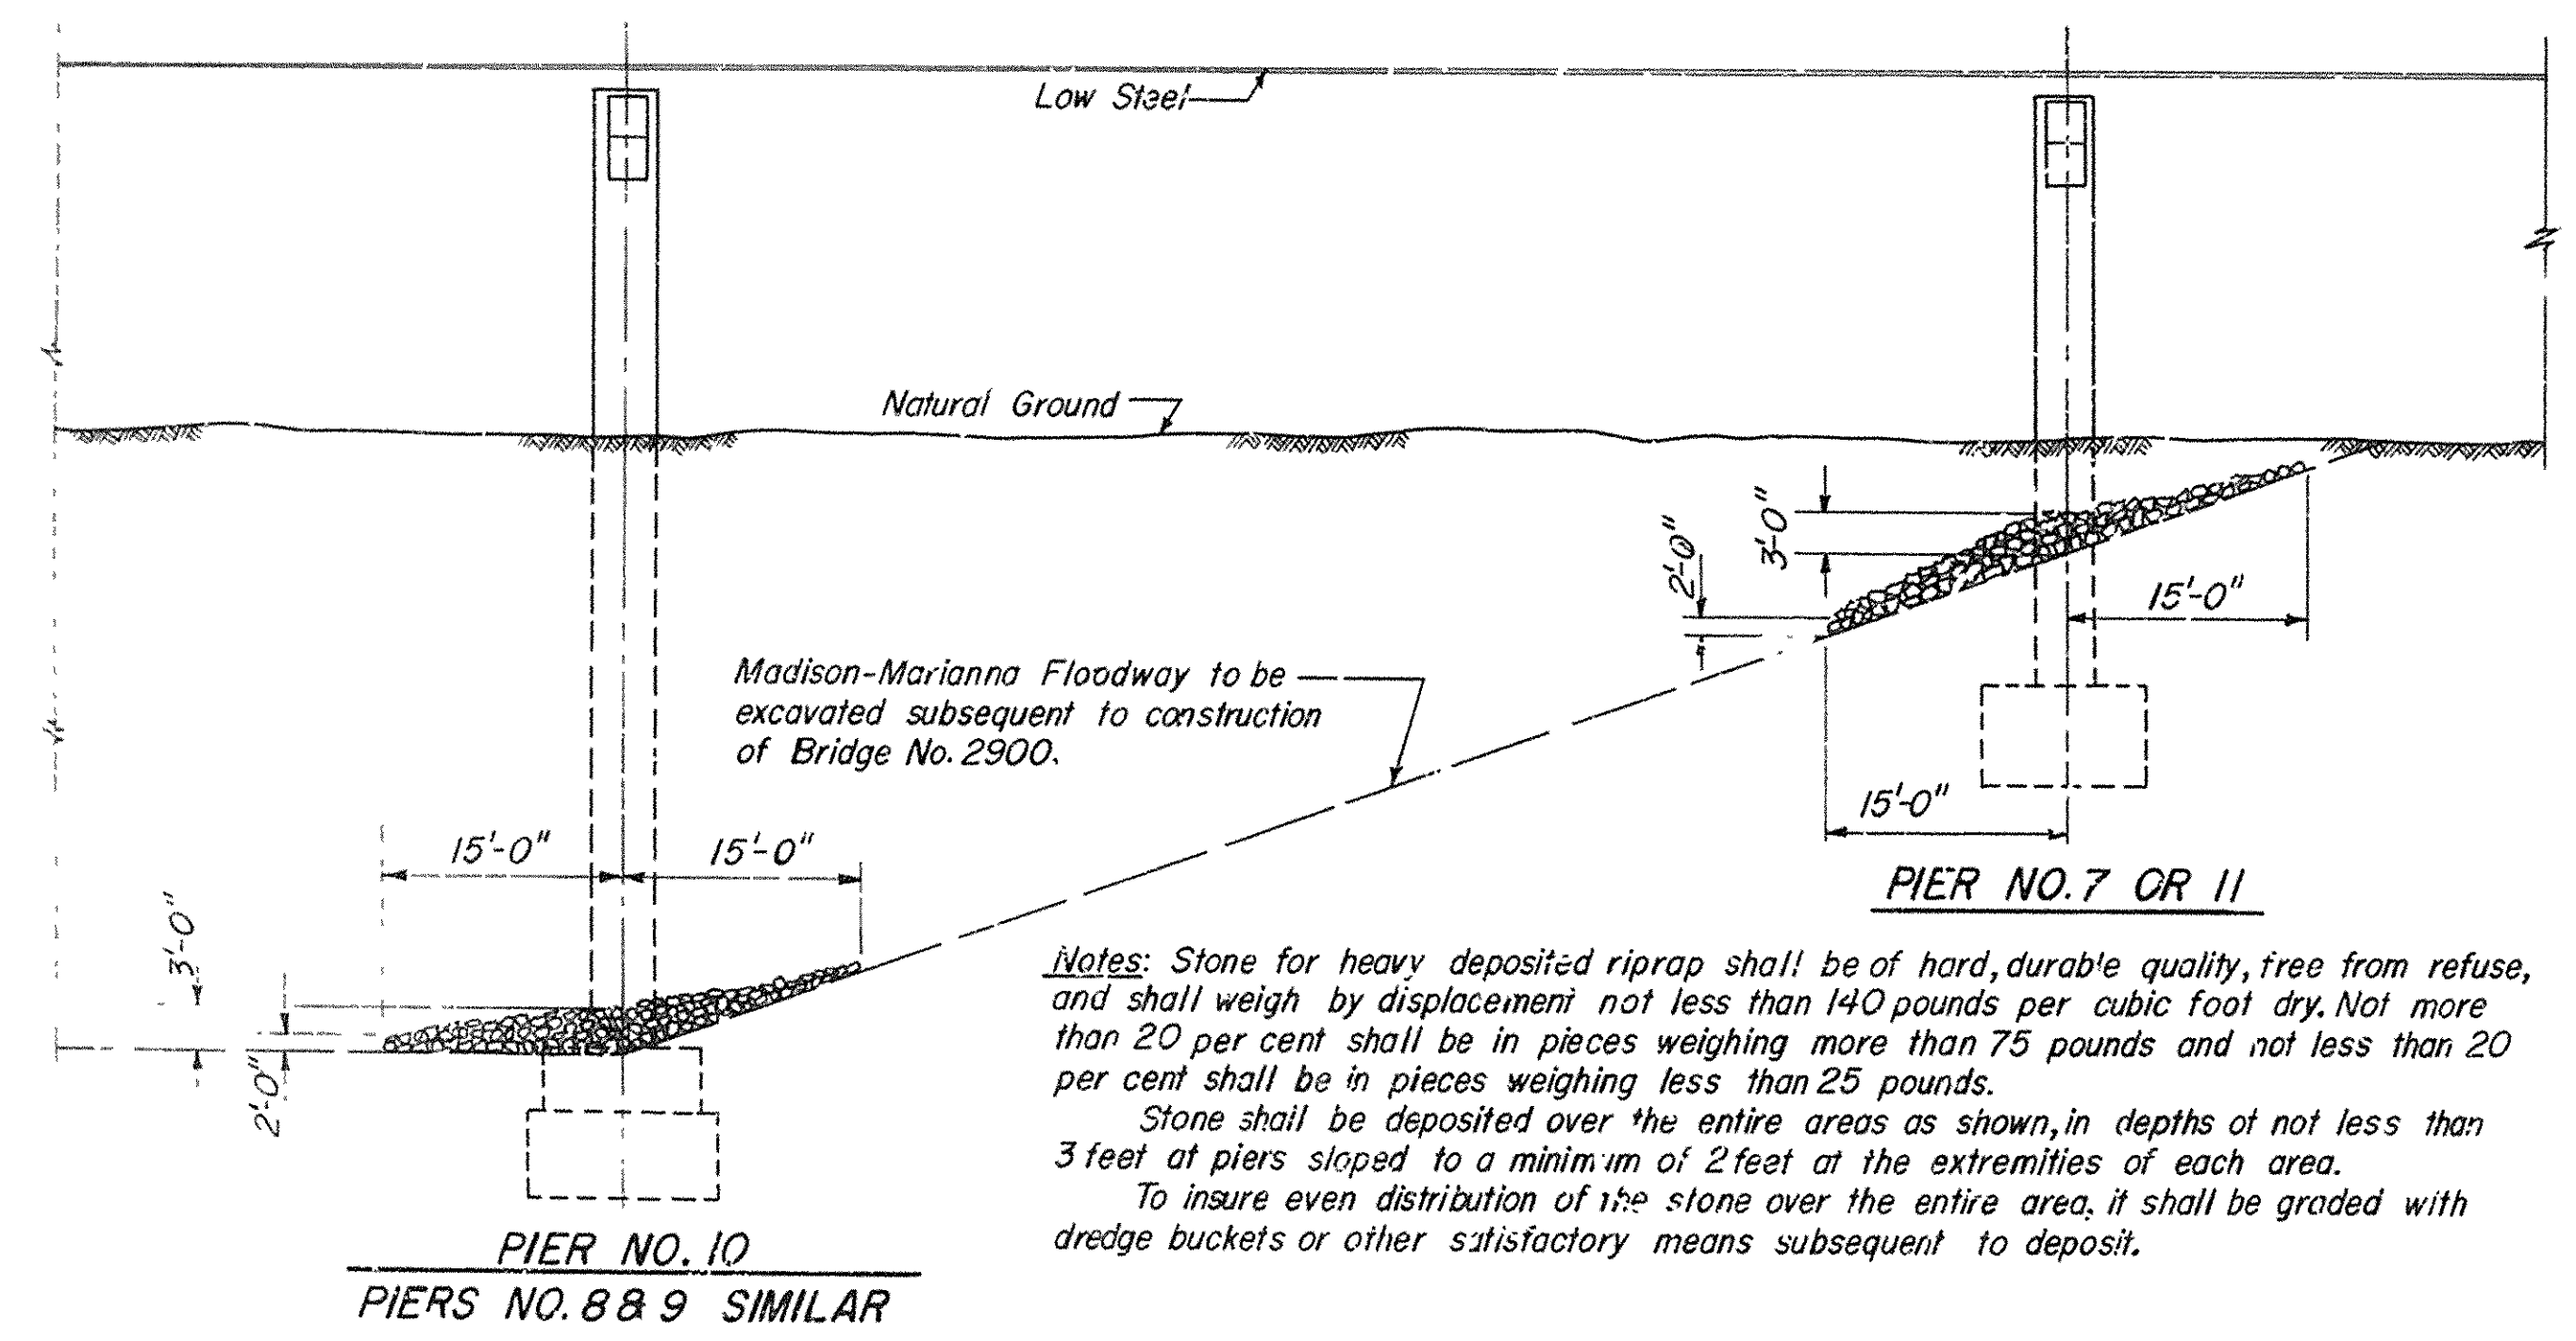 Low Steel
Natural Ground
3'-0"
2'-0"
15'-0"
15'-0"
Madison-Marianna Floodway to be
excavated subsequent to construction
of Bridge No. 2900.
15'-0"
15'-0"
3'-0"
2'-0"
PIER NO. 7 OR 11
Notes: Stone for heavy deposited riprap shall be of hard, durable quality, free from refuse,
and shall weigh by displacement not less than 140 pounds per cubic foot dry. Not more
than 20 per cent shall be in pieces weighing more than 75 pounds and not less than 20
per cent shall be in pieces weighing less than 25 pounds.
Stone shall be deposited over the entire areas as shown, in depths of not less than
3 feet at piers sloped to a minimum of 2 feet at the extremities of each area.
To insure even distribution of the stone over the entire area, it shall be graded with
dredge buckets or other satisfactory means subsequent to deposit.
PIER NO. 10
PIERS NO. 8 & 9 SIMILAR